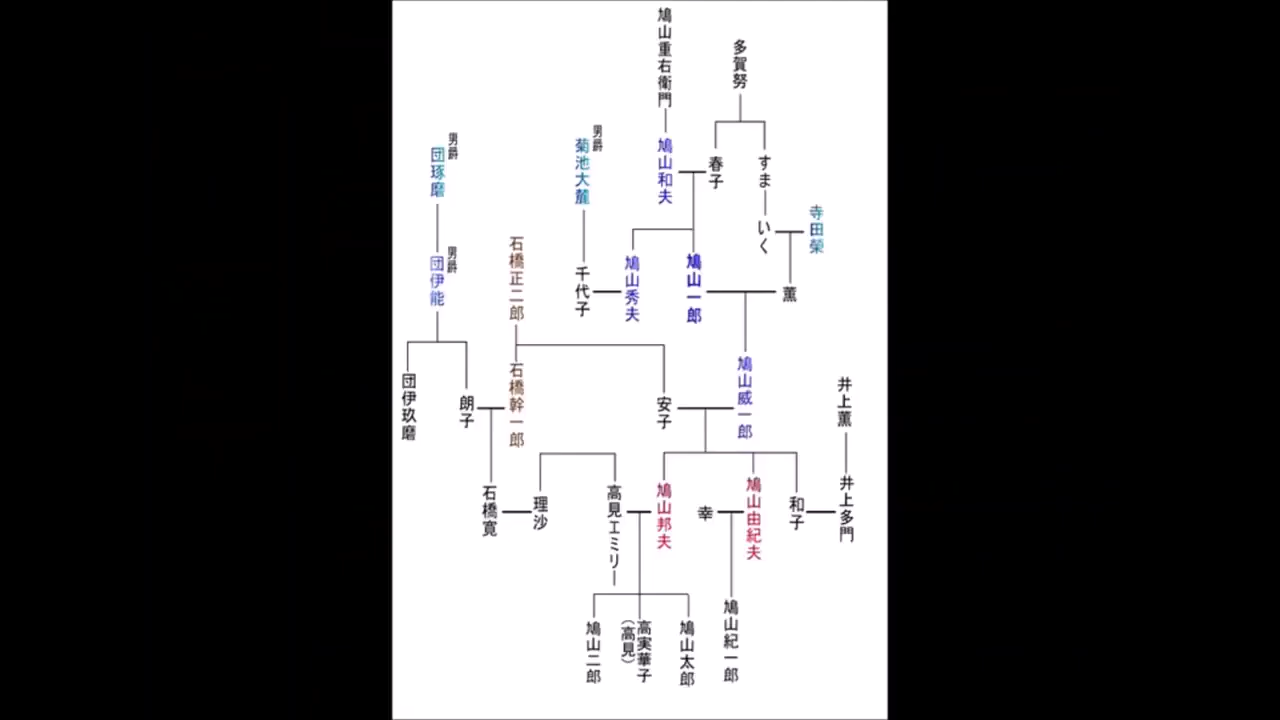 鳩山重右衛門
多賀努
男爵
団琢磨
男爵
菊池大麓
鳩山和夫
春子
すま
寺田榮
いく
男爵
団伊能
石橋正二郎
千代子
鳩山秀夫
鳩山一郎
薫
団伊玖磨
朗子
石橋幹一郎
安子
鳩山威一郎
井上薫
石橋寛
理沙
高見エミリー
鳩山邦夫
幸
鳩山由紀夫
和子
井上多門
鳩山二郎
高実華子
(高見)
鳩山太郎
鳩山紀一郎